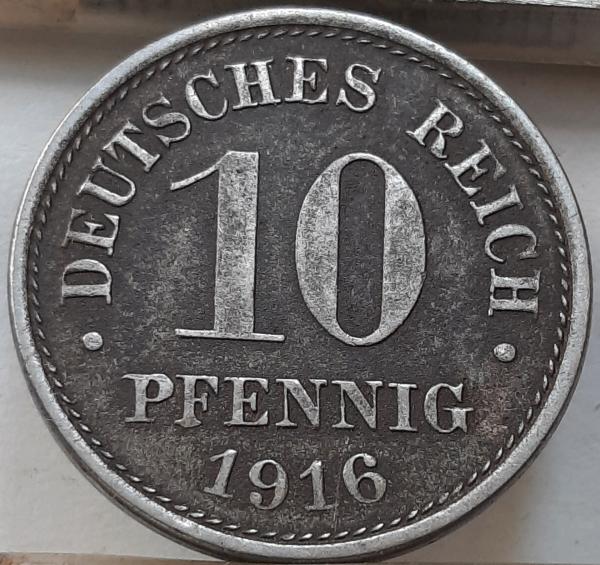 DEUTSCHES REICH
10
PFENNIG
1916